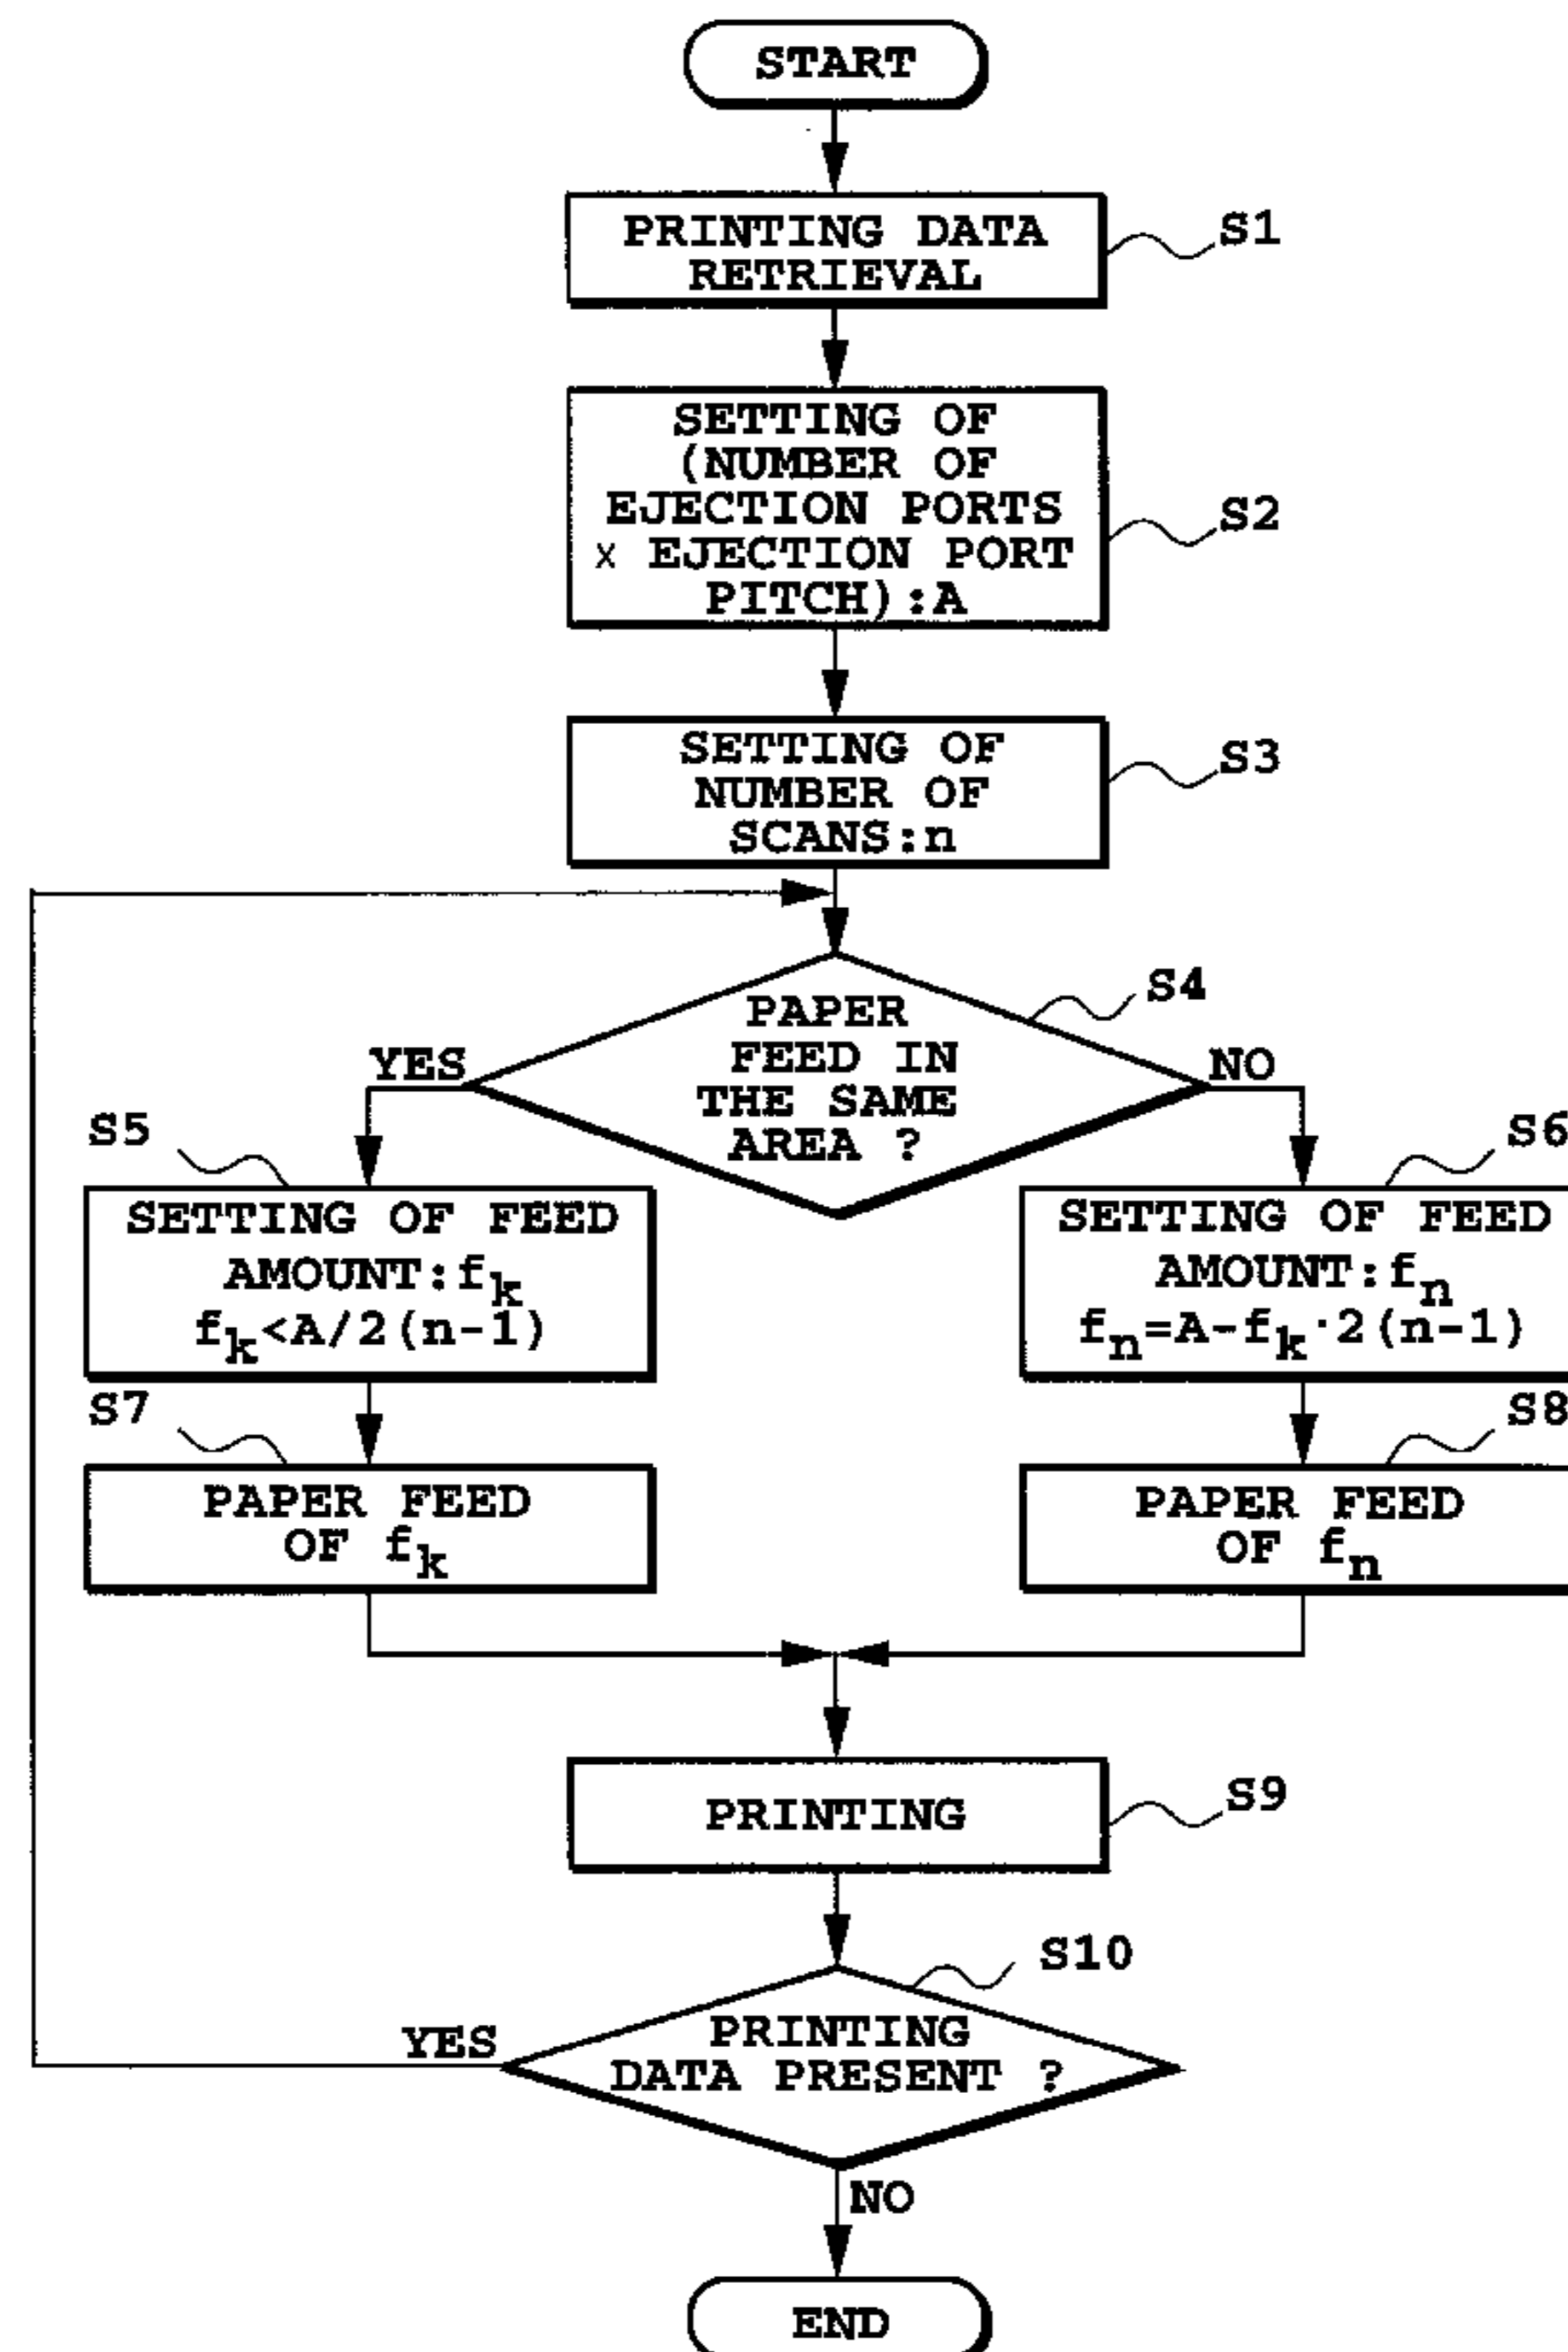 START
PRINTING DATA
RETRIEVAL
S1
SETTING OF
(NUMBER OF
EJECTION PORTS
x EJECTION PORT
PITCH):A
S2
SETTING OF
NUMBER OF
SCANS:n
S3
PAPER
FEED IN
THE SAME
AREA ?
S4
YES
NO
S5
SETTING OF FEED
AMOUNT:fk
fk<A/2(n-1)
S6
SETTING OF FEED
AMOUNT:fn
fn=A-fk·2(n-1)
S7
PAPER FEED
OF fk
S8
PAPER FEED
OF fn
PRINTING
S9
S10
PRINTING
DATA PRESENT ?
YES
NO
END